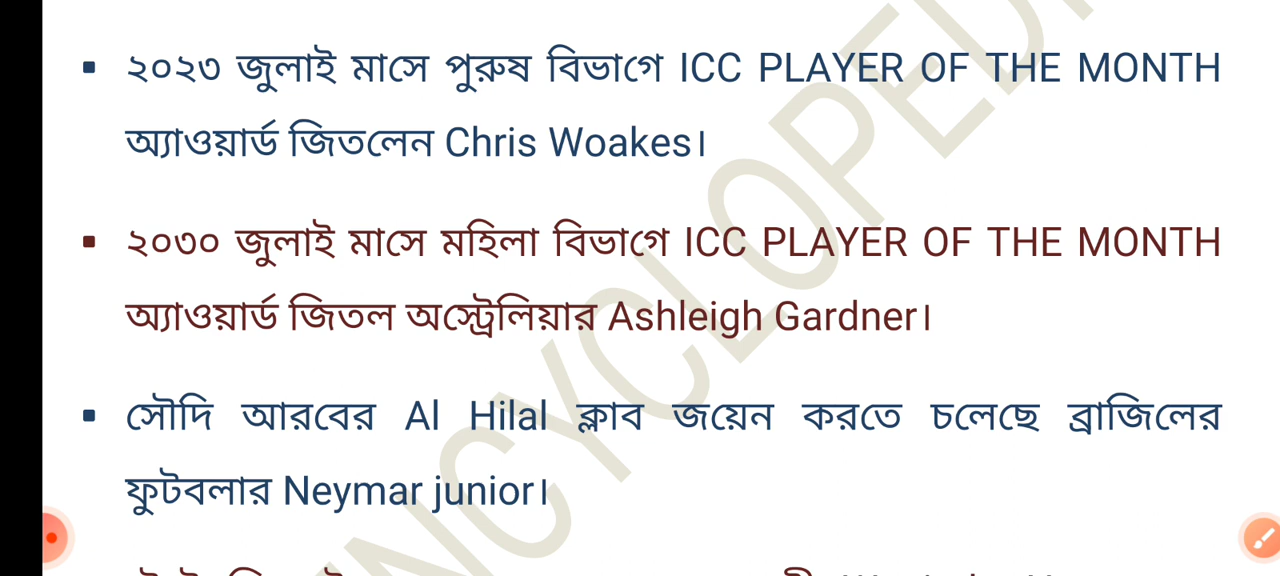 ২০২৩ জুলাই মাসে পুরুষ বিভাগে ICC PLAYER OF THE MONTH
অ্যাওয়ার্ড জিতলেন Chris Woakes।
২০৩০ জুলাই মাসে মহিলা বিভাগে ICC PLAYER OF THE MONTH
অ্যাওয়ার্ড জিতল অস্ট্রেলিয়ার Ashleigh Gardner।
সৌদি আরবের Al Hilal ক্লাব জয়েন করতে চলেছে ব্রাজিলের
ফুটবলার Neymar junior।